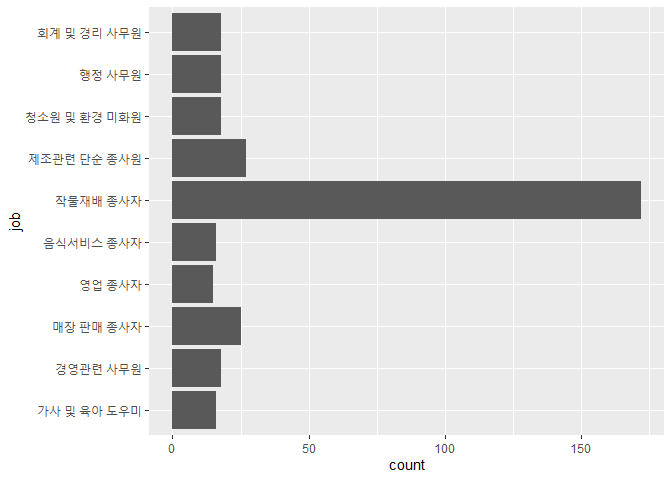 회계 및 경리 사무원
행정 사무원
청소원 및 환경 미화원
제조관련 단순 종사원
작물재배 종사자
음식서비스 종사자
영업 종사자
매장 판매 종사자
경영관련 사무원
가사 및 육아 도우미
job
0 50 100 150
count